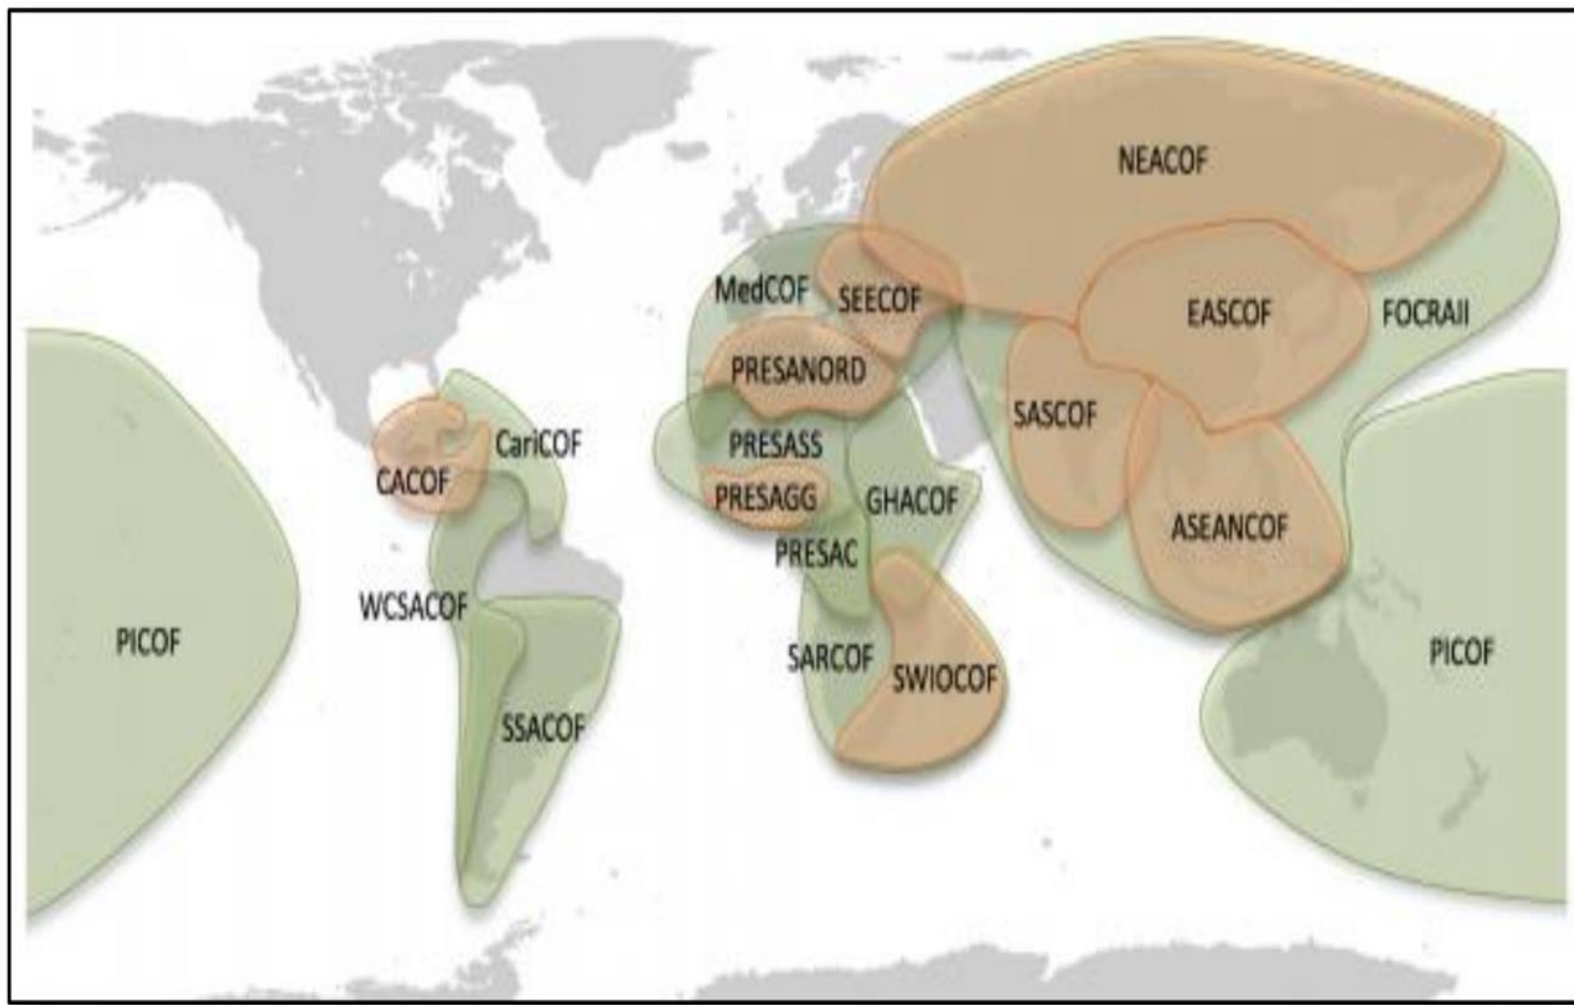 NEACOF
MedCOF
SEECOF
EASCOF
FOCRAII
PRESANORD
SASCOF
CariCOF
PRESASS
CACOF
PRESAGG
GHACOF
ASEANCOF
PRESAC
WCSACOF
PICOF
SARCOF
SWIOCOF
PICOF
SSACOF